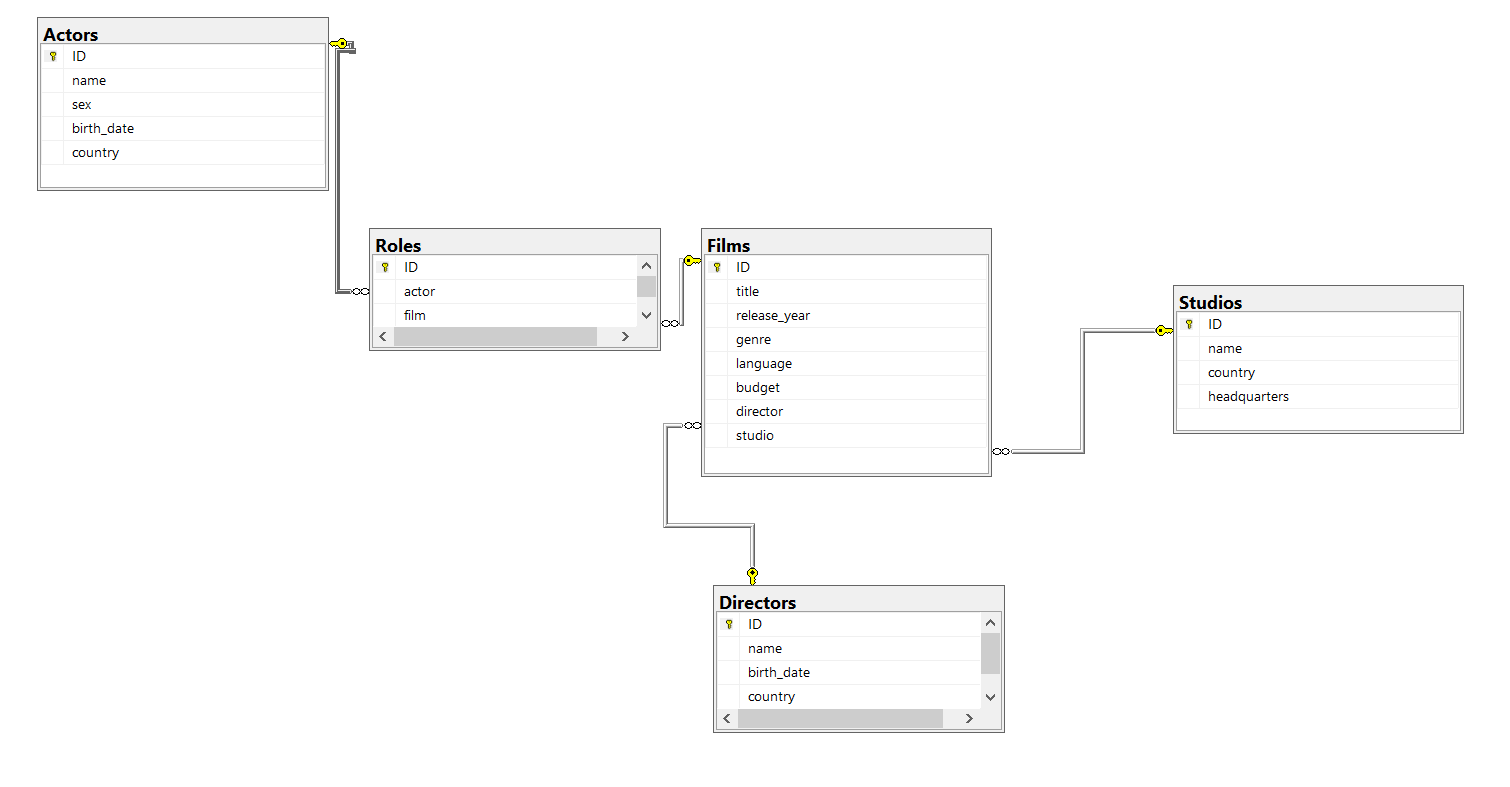 Actors
ID
name
sex
birth_date
country
Roles
ID
actor
film
Films
ID
title
release_year
genre
language
budget
director
studio
Studios
ID
name
country
headquarters
Directors
ID
name
birth_date
country